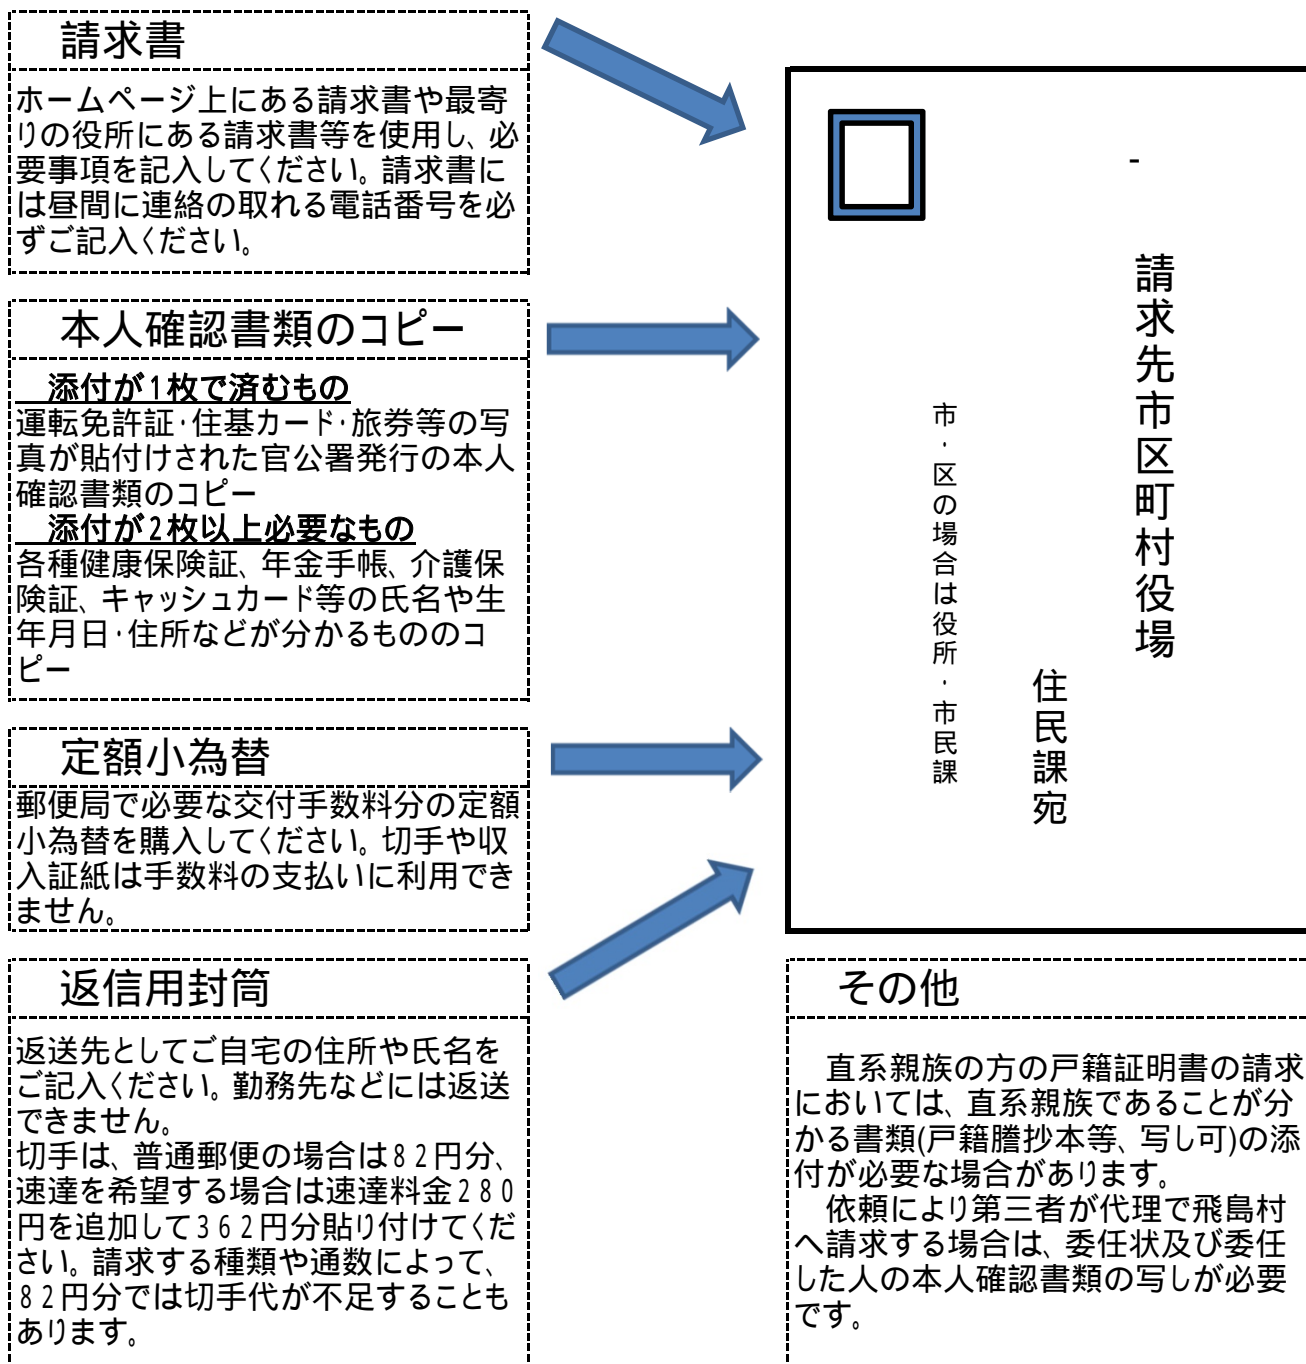 請求書
ホームページ上にある請求書や最寄
りの役所にある請求書等を使用し、必
要事項を記入してください。請求書に
は昼間に連絡の取れる電話番号を必
ずご記入ください。
本人確認書類のコピー
添付が1枚で済むもの
運転免許証・住基カード・旅券等の写
真が貼付けされた官公署発行の本人
確認書類のコピー
添付が2枚以上必要なもの
各種健康保険証、年金手帳、介護保
険証、キャッシュカード等の氏名や生
年月日・住所などが分かるもののコ
ピー
定額小為替
郵便局で必要な交付手数料分の定額
小為替を購入してください。切手や収
入証紙は手数料の支払いに利用でき
ません。
返信用封筒
返送先としてご自宅の住所や氏名を
ご記入ください。勤務先などには返送
できません。
切手は、普通郵便の場合は82円分、
速達を希望する場合は速達料金280
円を追加して362円分貼り付けてくだ
さい。請求する種類や通数によって、
82円分では切手代が不足することも
あります。
-
請求先市区町村役場
住民課宛
市・区の場合は役所・市民課
その他
直系親族の方の戸籍証明書の請求
においては、直系親族であることが分
かる書類(戸籍謄抄本等、写し可)の添
付が必要な場合があります。
依頼により第三者が代理で飛島村
へ請求する場合は、委任状及び委任
した人の本人確認書類の写しが必要
です。